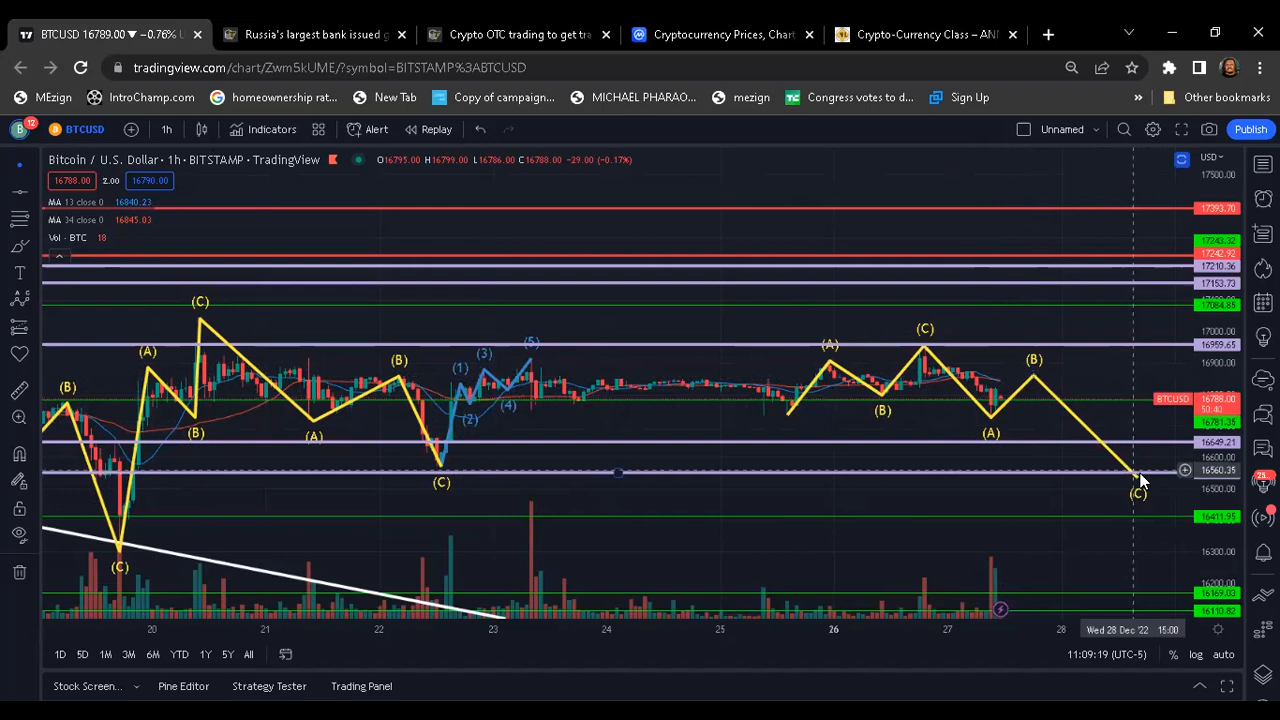 BTCUSD 16789.00 ▼ −0.76% U
Russia's largest bank issued g
Crypto OTC trading to get tra
Cryptocurrency Prices, Chart
Crypto-Currency Class – ANI
tradingview.com/chart/Zwm5kUME/?symbol=BITSTAMP%3ABTCUSD
MEzign
IntroChamp.com
homeownership rat...
New Tab
Copy of campaign...
MICHAEL PHARAO...
mezign
Congress votes to d...
Sign Up
»
Other bookmarks
12
BTCUSD
1h
Indicators
Alert
Replay
Unnamed
Publish
Bitcoin / U.S. Dollar · 1h · BITSTAMP · TradingView
O16795.00 H16799.00 L16786.00 C16788.00 −29.00 (−0.17%)
USD
17500.00
16788.00
2.00
16790.00
MA 13 close 0 16840.23
MA 34 close 0 16845.03
Vol · BTC 18
17393.70
17243.32
17242.92
17210.36
17153.73
17084.85
17000.00
16959.65
16900.00
BTCUSD 16788.00
50:40
16781.35
16649.21
16600.00
16560.35
16500.00
16411.95
16300.00
16200.00
16169.03
16110.82
(B)
(C)
(A)
(B)
(C)
(A)
(B)
(C)
(1)
(2)
(3)
(4)
(5)
(A)
(B)
(C)
(A)
(B)
(C)
20
21
22
23
24
25
26
27
28
Wed 28 Dec '22 15:00
1D
5D
1M
3M
6M
YTD
1Y
5Y
All
11:09:19 (UTC-5)
%
log
auto
Stock Screen...
Pine Editor
Strategy Tester
Trading Panel